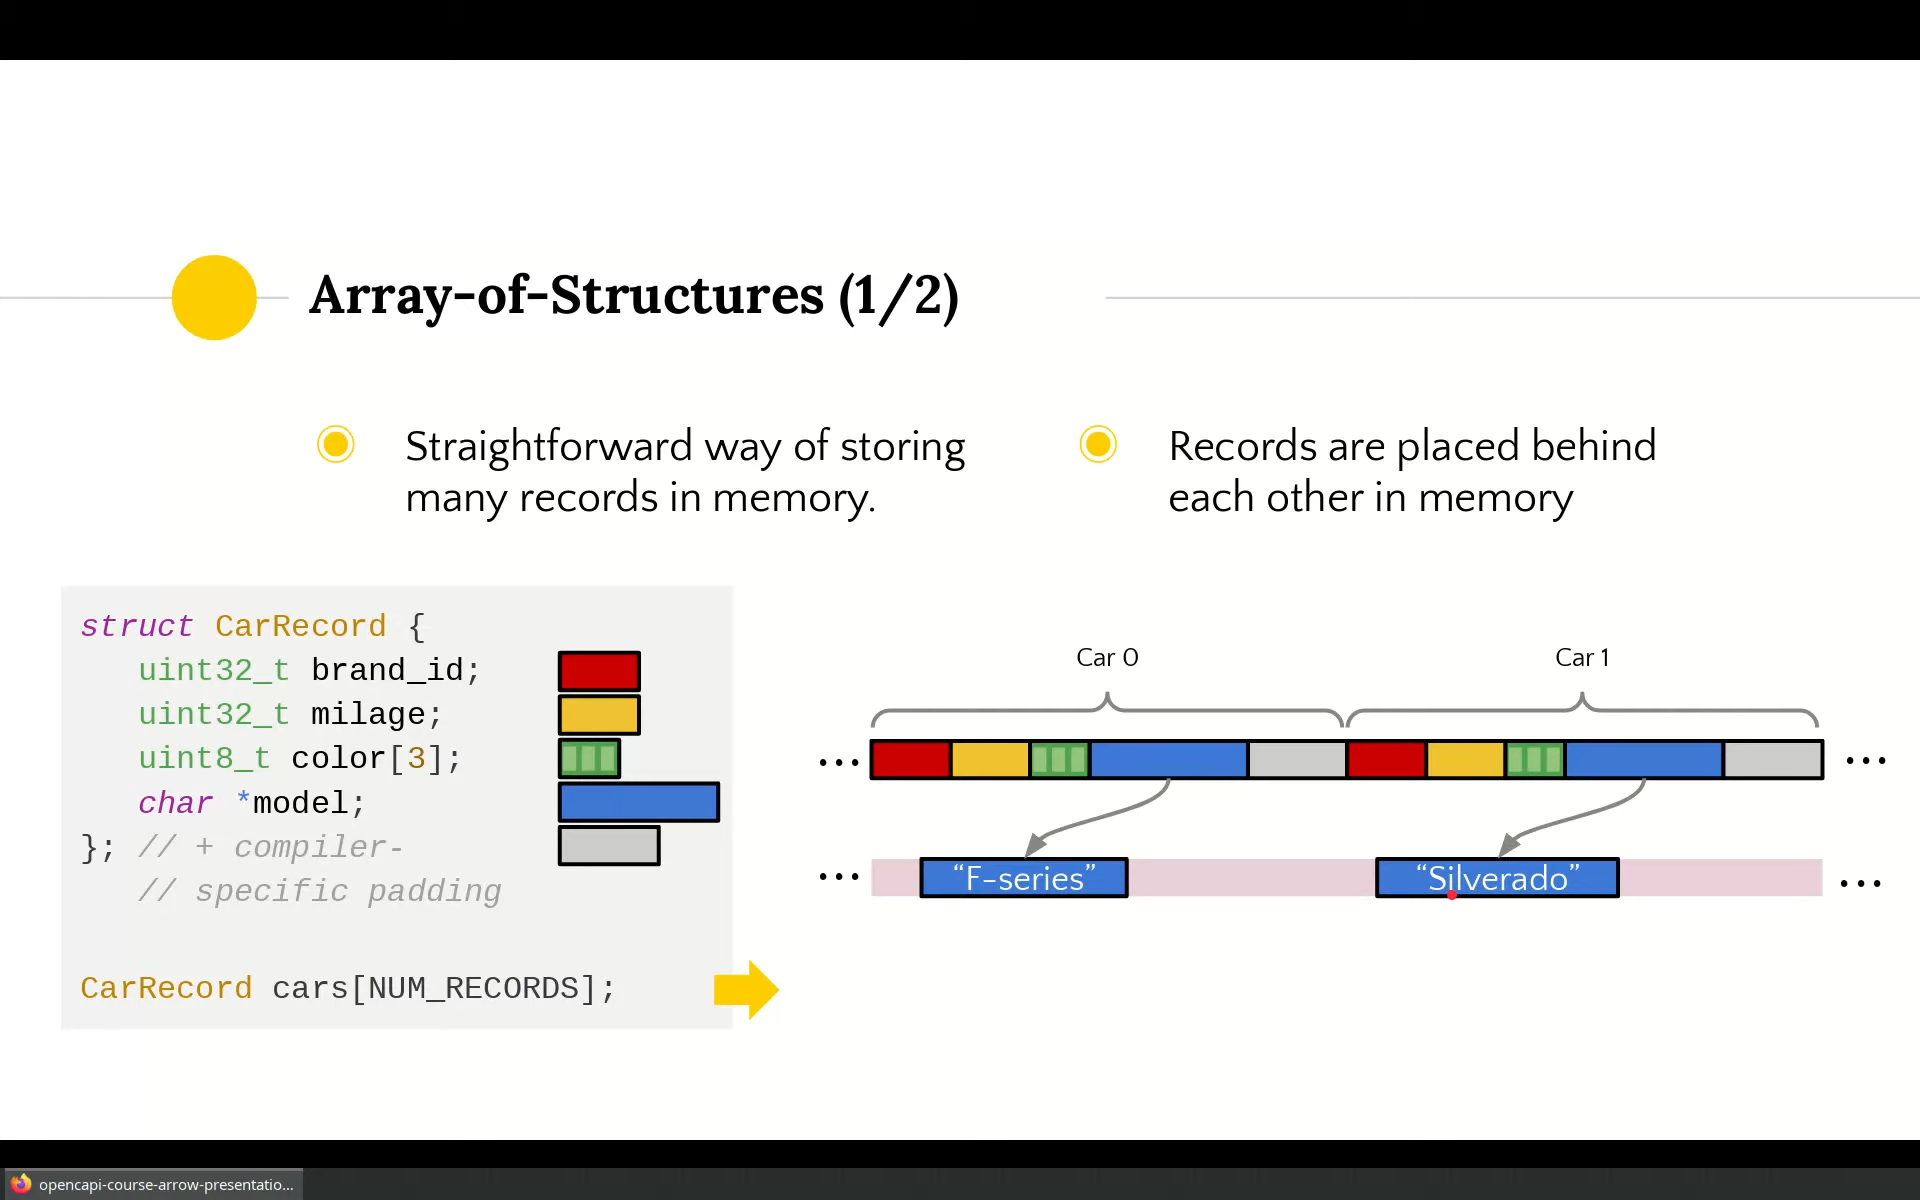 Array-of-Structures (1/2)
Straightforward way of storing
many records in memory.
Records are placed behind
each other in memory
struct CarRecord {
uint32_t brand_id;
uint32_t milage;
uint8_t color[3];
char *model;
}; // + compiler-
// specific padding
CarRecord cars[NUM_RECORDS];
Car 0
Car 1
...
...
...
“F-series”
“Silverado”
...
opencapi-course-arrow-presentatio...